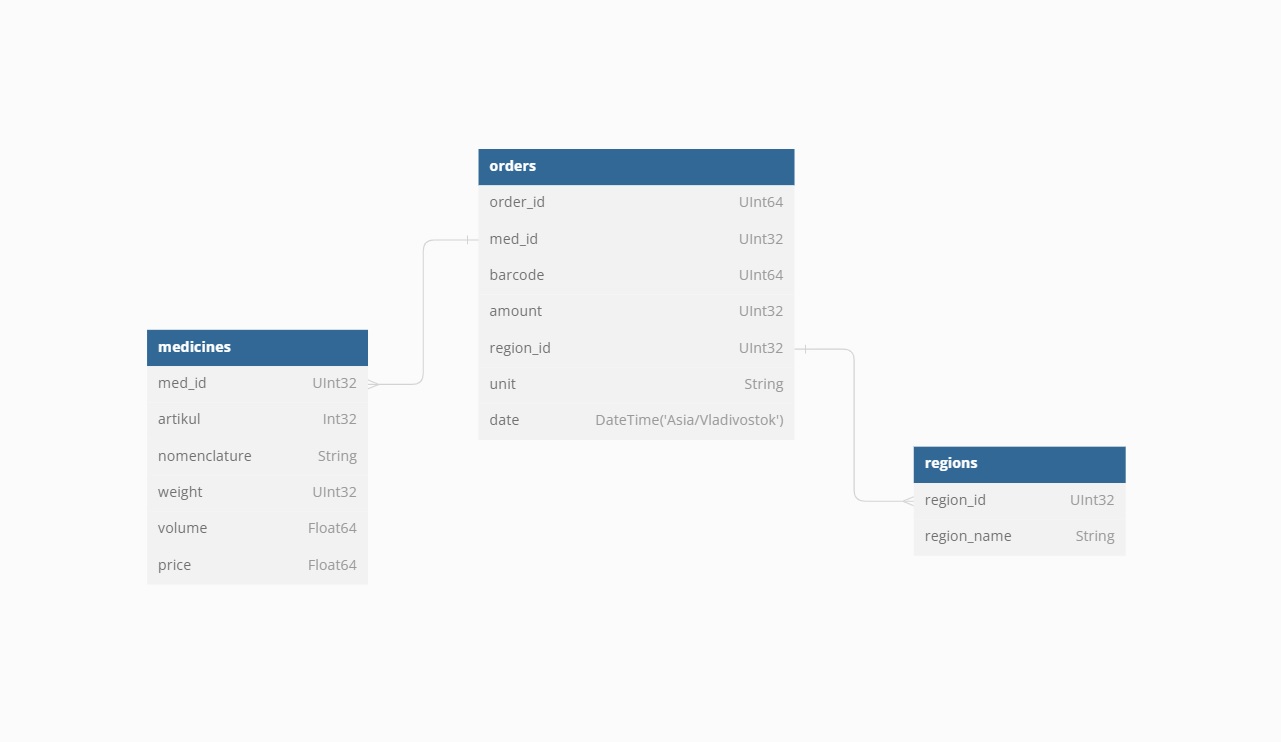 orders
order_id UInt64
med_id UInt32
barcode UInt64
amount UInt32
region_id UInt32
unit String
date DateTime('Asia/Vladivostok')
medicines
med_id UInt32
artikul Int32
nomenclature String
weight UInt32
volume Float64
price Float64
regions
region_id UInt32
region_name String